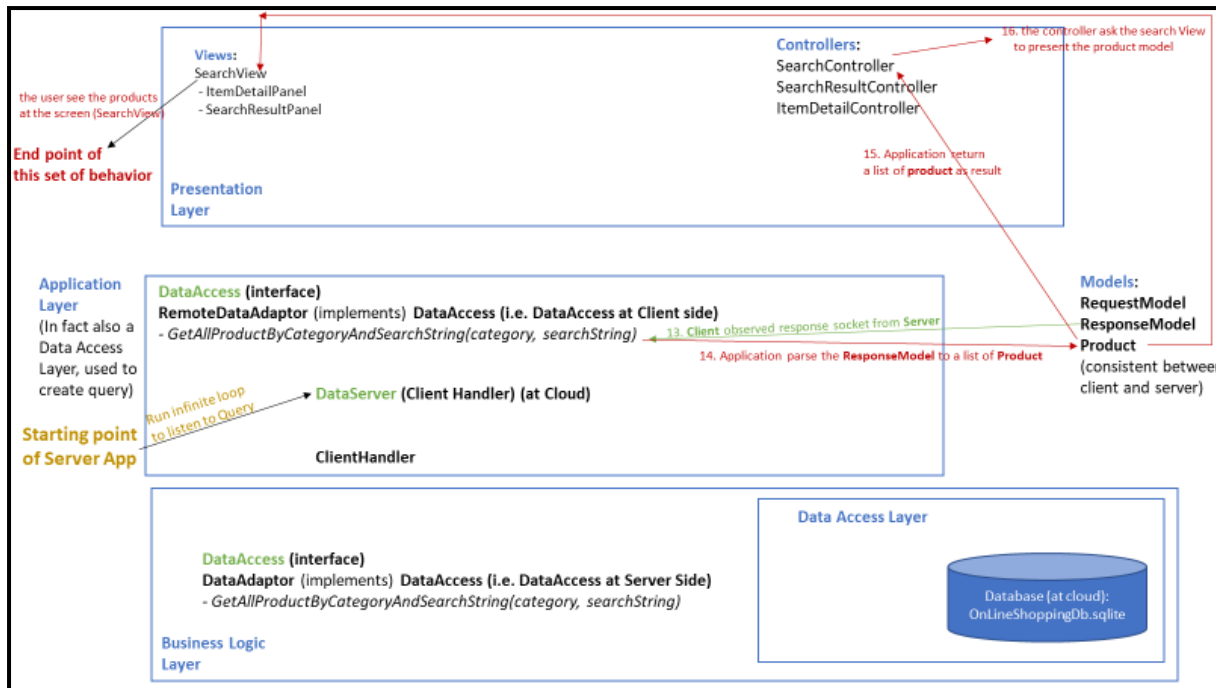 16. the controller ask the search View
to present the product model
Views:
SearchView
- ItemDetailPanel
- SearchResultPanel
Controllers:
SearchController
SearchResultController
ItemDetailController
the user see the products
at the screen (SearchView)
End point of
this set of behavior
15. Application return
a list of product as result
Presentation
Layer
Application
Layer
(In fact also a
Data Access
Layer, used to
create query)
DataAccess (interface)
RemoteDataAdaptor (implements) DataAccess (i.e. DataAccess at Client side)
- GetAllProductByCategoryAndSearchString(category, searchString)
13. Client observed response socket from Server
14. Application parse the ResponseModel to a list of Product
Models:
RequestModel
ResponseModel
Product
(consistent between
client and server)
Run infinite loop
to listen to Query
DataServer (Client Handler) (at Cloud)
Starting point
of Server App
ClientHandler
Data Access Layer
DataAccess (interface)
DataAdaptor (implements) DataAccess (i.e. DataAccess at Server Side)
- GetAllProductByCategoryAndSearchString(category, searchString)
Database (at cloud):
OnLineShoppingDb.sqlite
Business Logic
Layer